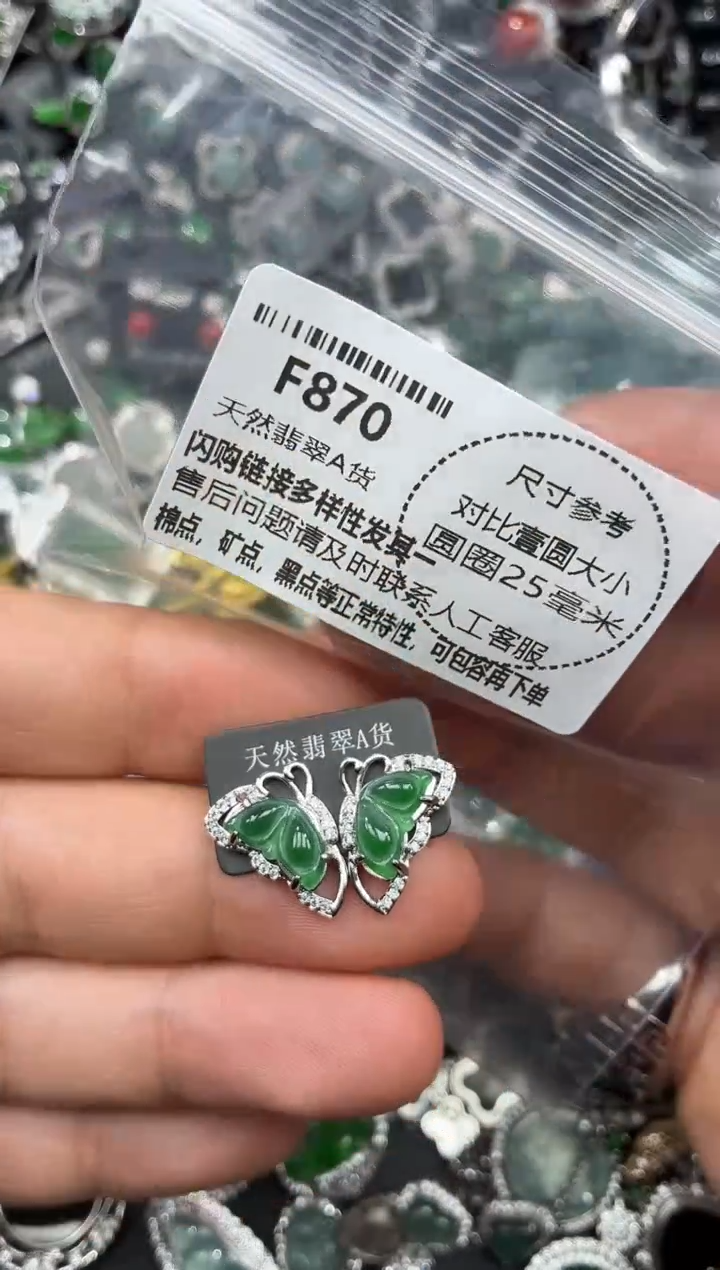 F870
天然翡翠A货
闪购链接多样性发其一
售后问题请及时联系人工客服
棉点，矿点，黑点等正常特性，可包容再下单
尺寸参考
对比壹圆大小
圆圈25毫米
天然翡翠A货